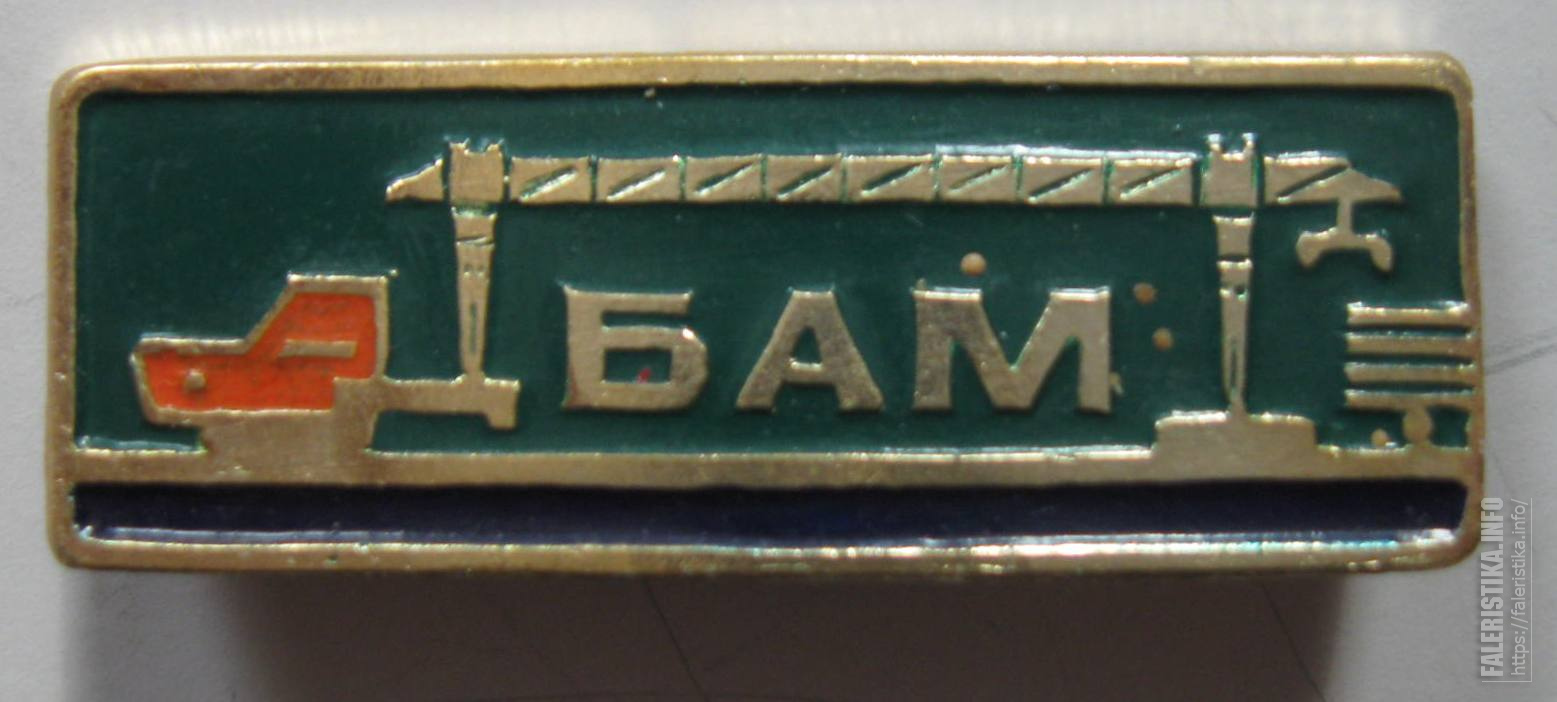 БАМ
FALERISTIKA.INFO
https://faleristika.info/